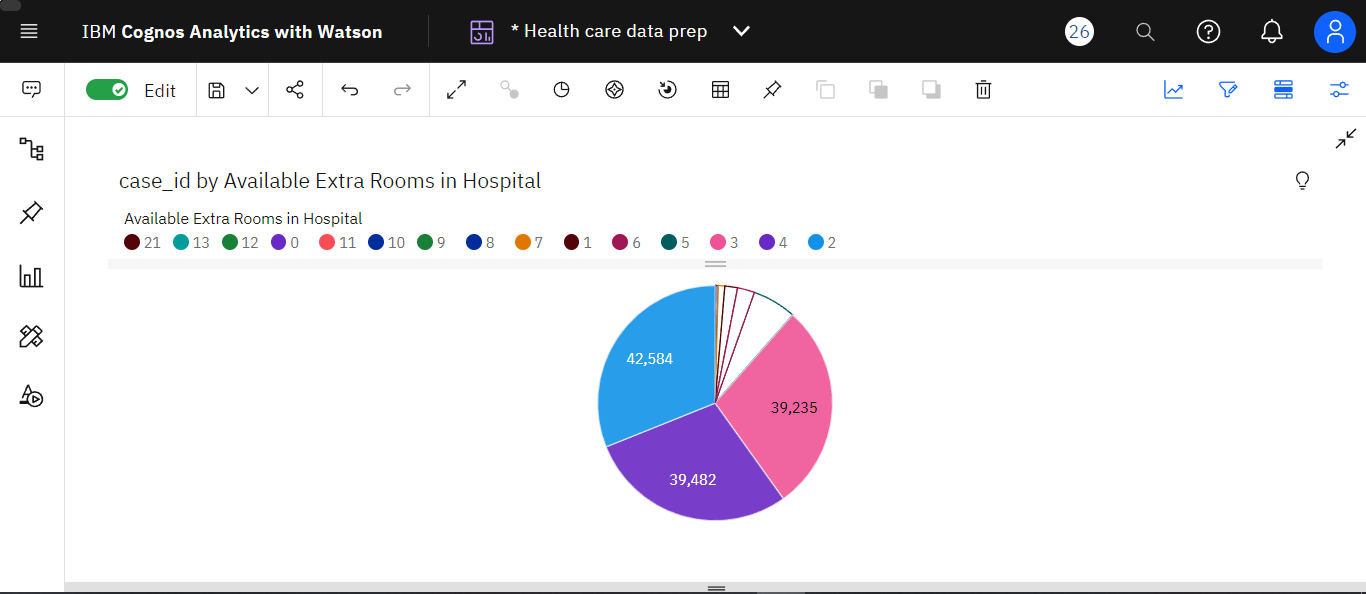 IBM Cognos Analytics with Watson
* Health care data prep
26
Edit
case_id by Available Extra Rooms in Hospital
Available Extra Rooms in Hospital
21 13 12 0 11 10 9 8 7 1 6 5 3 4 2
42,584
39,235
39,482